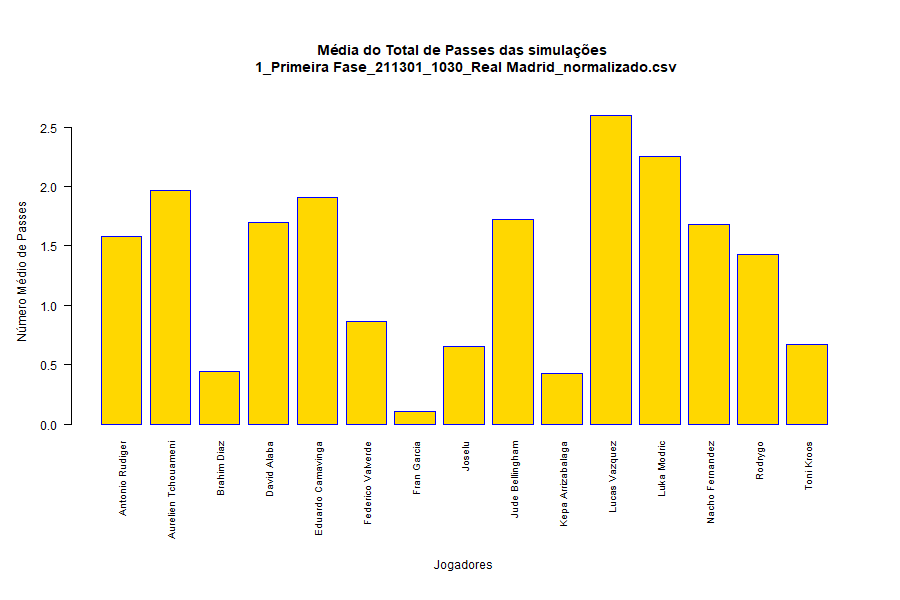 Média do Total de Passes das simulações
1_Primeira Fase_211301_1030_Real Madrid_normalizado.csv
Número Médio de Passes
2.5
2.0
1.5
1.0
0.5
0.0
Antonio Rudiger
Aurelien Tchouameni
Brahim Diaz
David Alaba
Eduardo Camavinga
Federico Valverde
Fran Garcia
Joselu
Jude Bellingham
Kepa Arrizabalaga
Lucas Vazquez
Luka Modric
Nacho Fernandez
Rodrygo
Toni Kroos
Jogadores